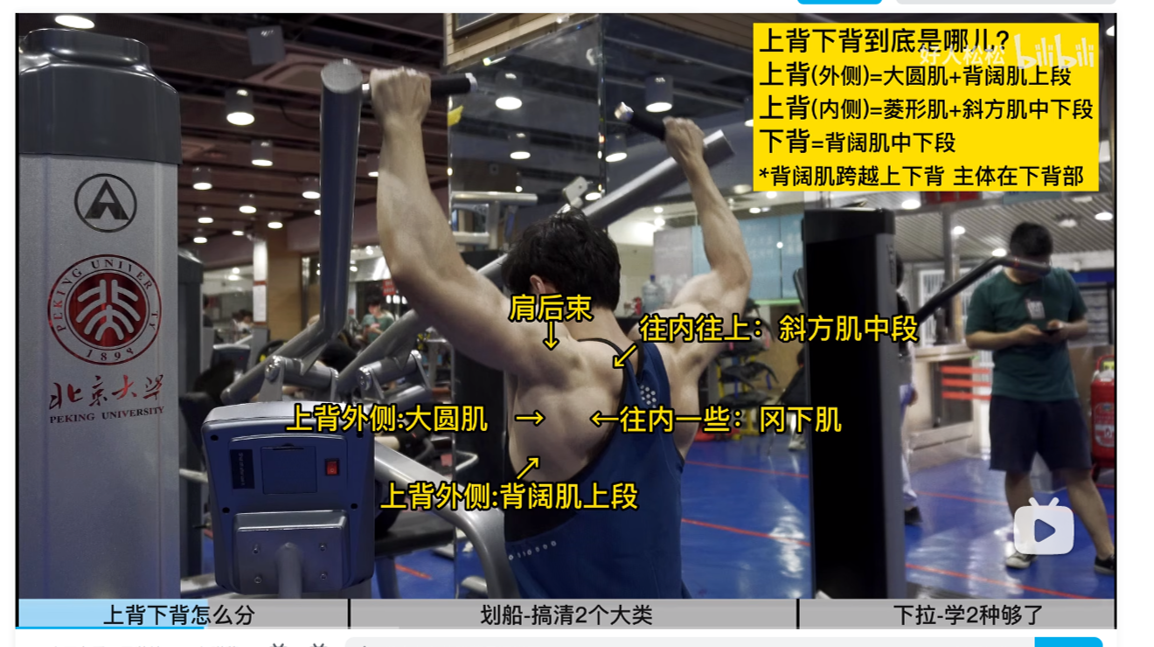 上背下背到底是哪儿?
好人松松 bilibili
上背(外侧)=大圆肌+背阔肌上段
上背(内侧)=菱形肌+斜方肌中下段
下背=背阔肌中下段
*背阔肌跨越上下背 主体在下背部
PEKING UNIVERSITY
1898
北京大学
PEKING UNIVERSITY
肩后束
往内往上：斜方肌中段
上背外侧:大圆肌
往内一些：冈下肌
上背外侧:背阔肌上段
上背下背怎么分
划船-搞清2个大类
下拉-学2种够了